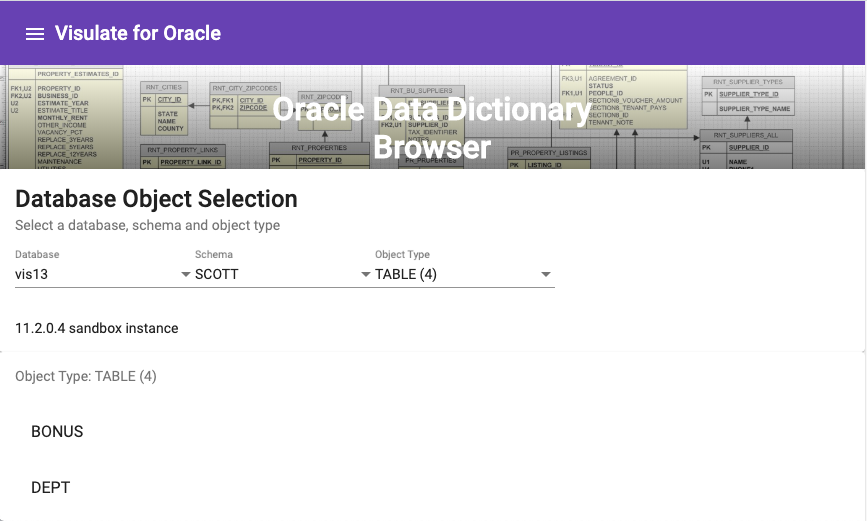 Visulate for Oracle
PROPERTY_ESTIMATES_ID
FK1,U2 PROPERTY_ID
FK2,U2 BUSINESS_ID
U2 ESTIMATE_YEAR
U2 ESTIMATE_TITLE
MONTHLY_RENT
OTHER_INCOME
VACANCY_PCT
REPLACE_3YEARS
REPLACE_5YEARS
REPLACE_12YEARS
MAINTENANCE
RNT_CITIES
PK CITY_ID
STATE
NAME
COUNTY
RNT_CITY_ZIPCODES
PK,FK1 CITY_ID
PK,FK2 ZIPCODE
RNT_ZIPCODES
RNT_BU_SUPPLIERS
FK2,U1 SUPPLIER_ID
TAX_IDENTIFIER
NOTES
FK3,U1 AGREEMENT_ID
STATUS
FK1,U1 PEOPLE_ID
SECTION8_VOUCHER_AMOUNT
SECTION8_TENANT_PAYS
SECTION8_ID
TENANT_NOTE
RNT_SUPPLIER_TYPES
PK SUPPLIER_TYPE_ID
SUPPLIER_TYPE_NAME
RNT_PROPERTY_LINKS
PK PROPERTY_LINK_ID
RNT_PROPERTIES
PK PROPERTY_ID
PR_PROPERTIES
PR_PROPERTY_LISTINGS
PK LISTING_ID
RNT_SUPPLIERS_ALL
PK SUPPLIER_ID
U1 NAME
Oracle Data Dictionary
Browser
Database Object Selection
Select a database, schema and object type
Database Schema Object Type
vis13 SCOTT TABLE (4)
11.2.0.4 sandbox instance
Object Type: TABLE (4)
BONUS
DEPT